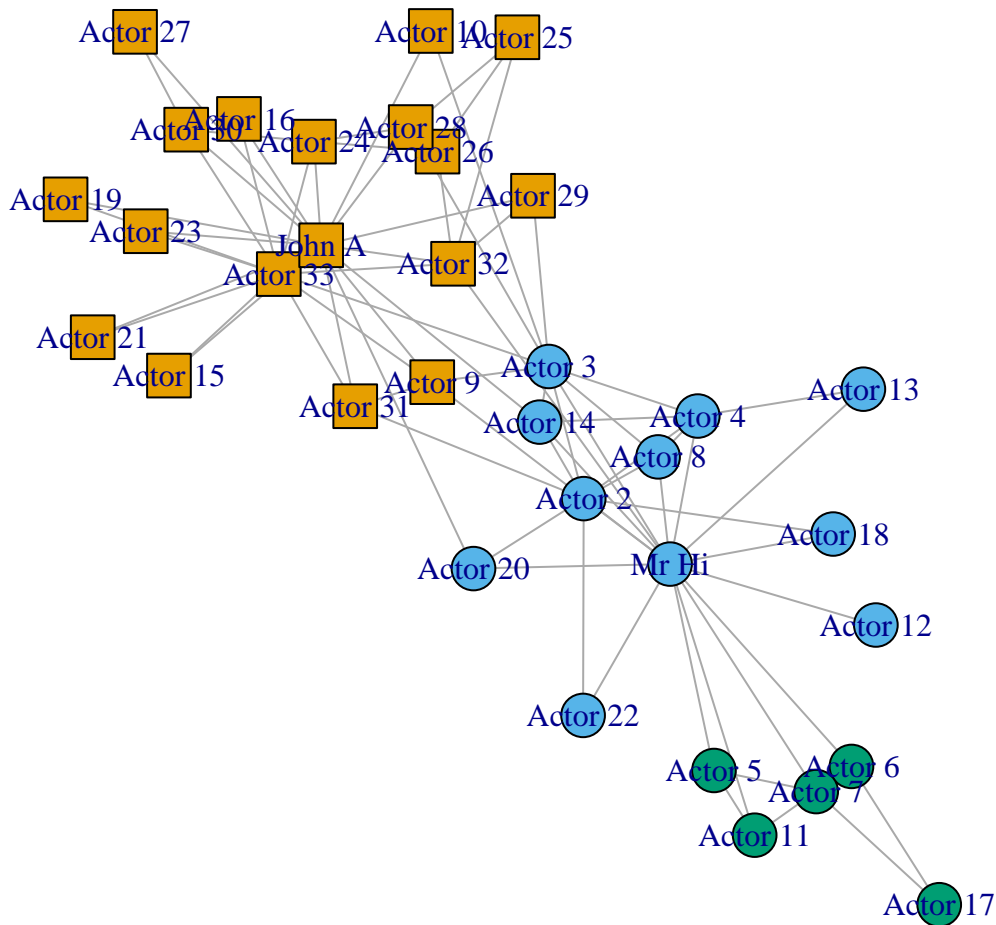 Actor 27
Actor 10
Actor 25
Actor 16
Actor 30
Actor 24
Actor 28
Actor 26
Actor 19
Actor 29
Actor 23
John A
Actor 33
Actor 32
Actor 21
Actor 15
Actor 9
Actor 31
Actor 3
Actor 13
Actor 14
Actor 4
Actor 8
Actor 2
Actor 18
Actor 20
Mr Hi
Actor 12
Actor 22
Actor 5
Actor 6
Actor 7
Actor 11
Actor 17